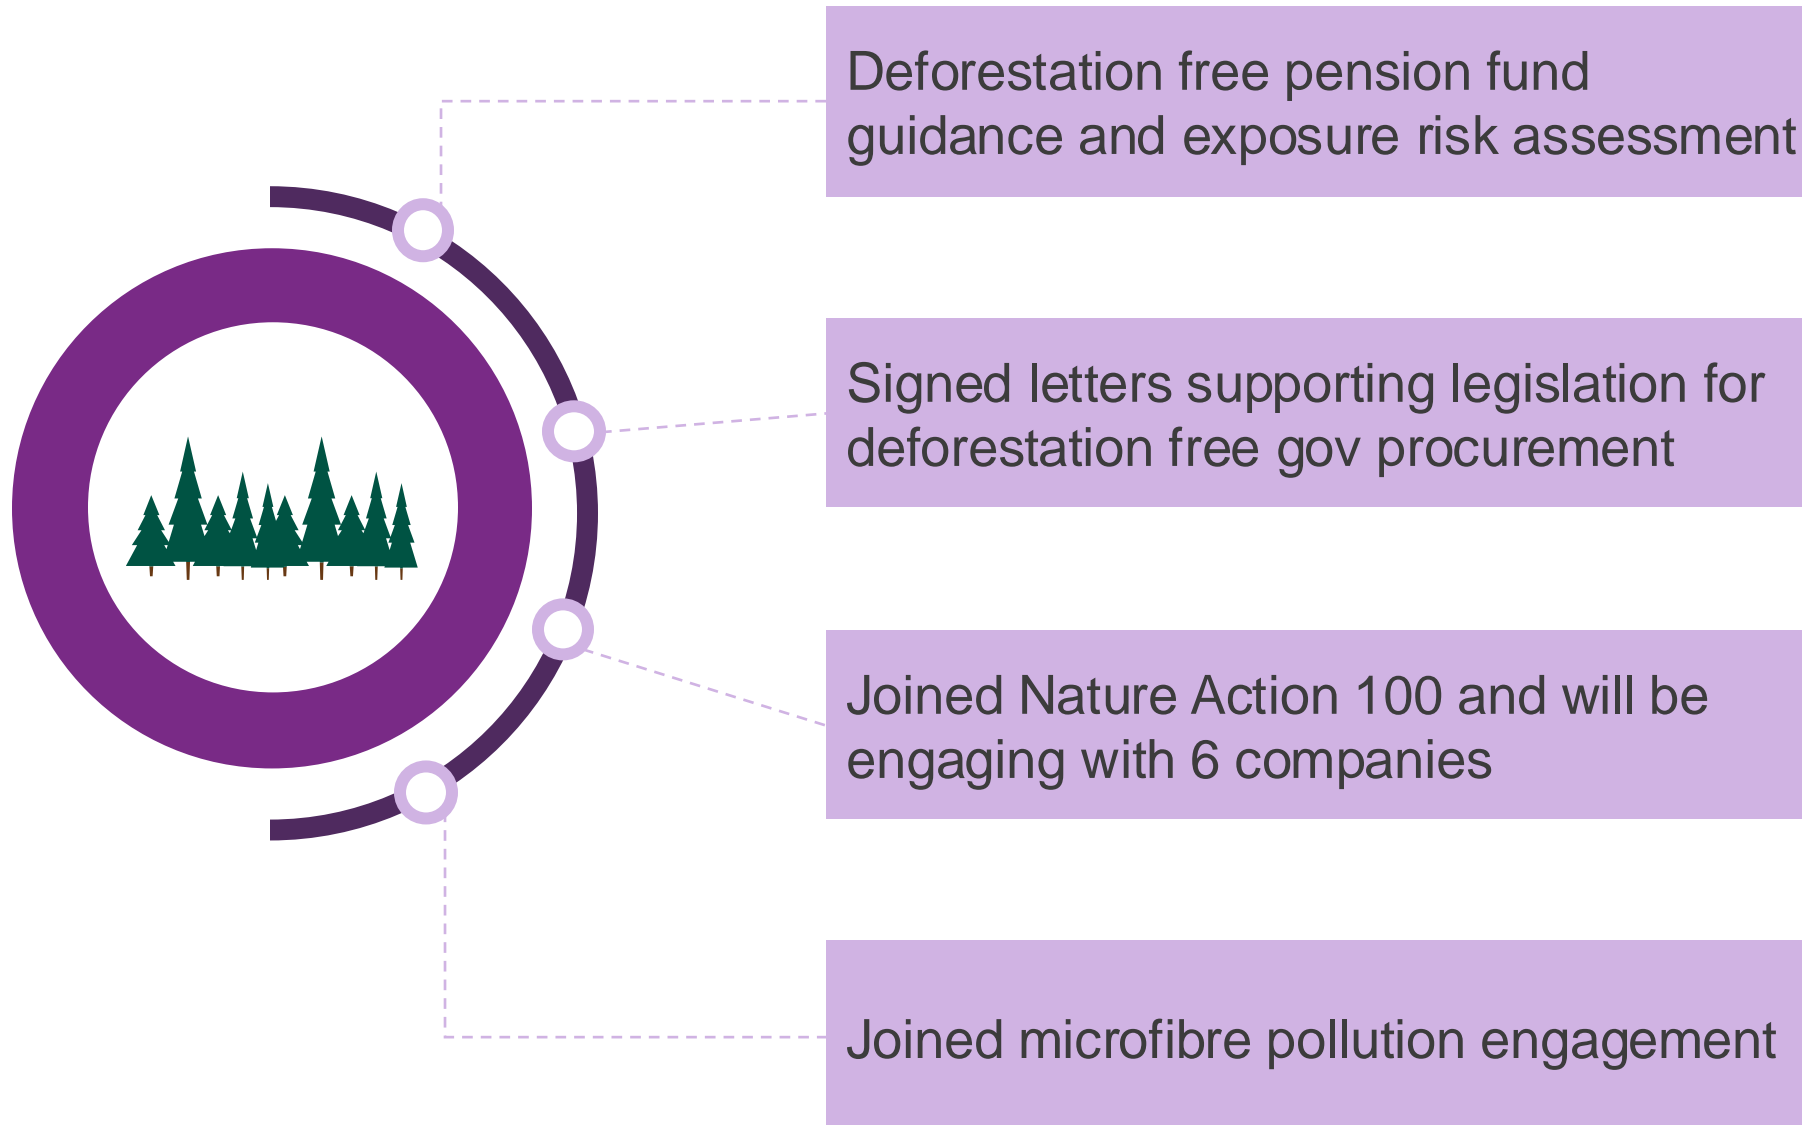 Deforestation free pension fund
guidance and exposure risk assessment
Signed letters supporting legislation for
deforestation free gov procurement
Joined Nature Action 100 and will be
engaging with 6 companies
Joined microfibre pollution engagement